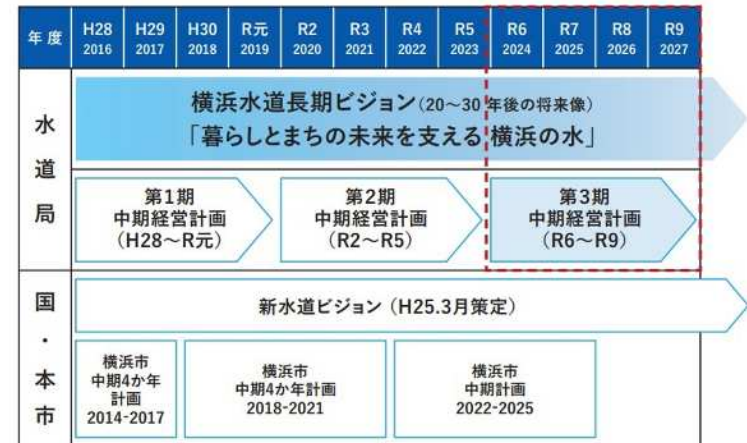 年度 H28 H29 H30 R元 R2 R3 R4 R5 R6 R7 R8 R9
2016 2017 2018 2019 2020 2021 2022 2023 2024 2025 2026 2027
水道局
横浜水道長期ビジョン(20～30 年後の将来像)
「暮らしとまちの未来を支える 横浜の水」
第1期
中期経営計画
(H28～R元)
第2期
中期経営計画
(R2～R5)
第3期
中期経営計画
(R6～R9)
国・本市
新水道ビジョン (H25.3月策定)
横浜市
中期4か年
計画
2014-2017
横浜市
中期4か年計画
2018-2021
横浜市
中期計画
2022-2025